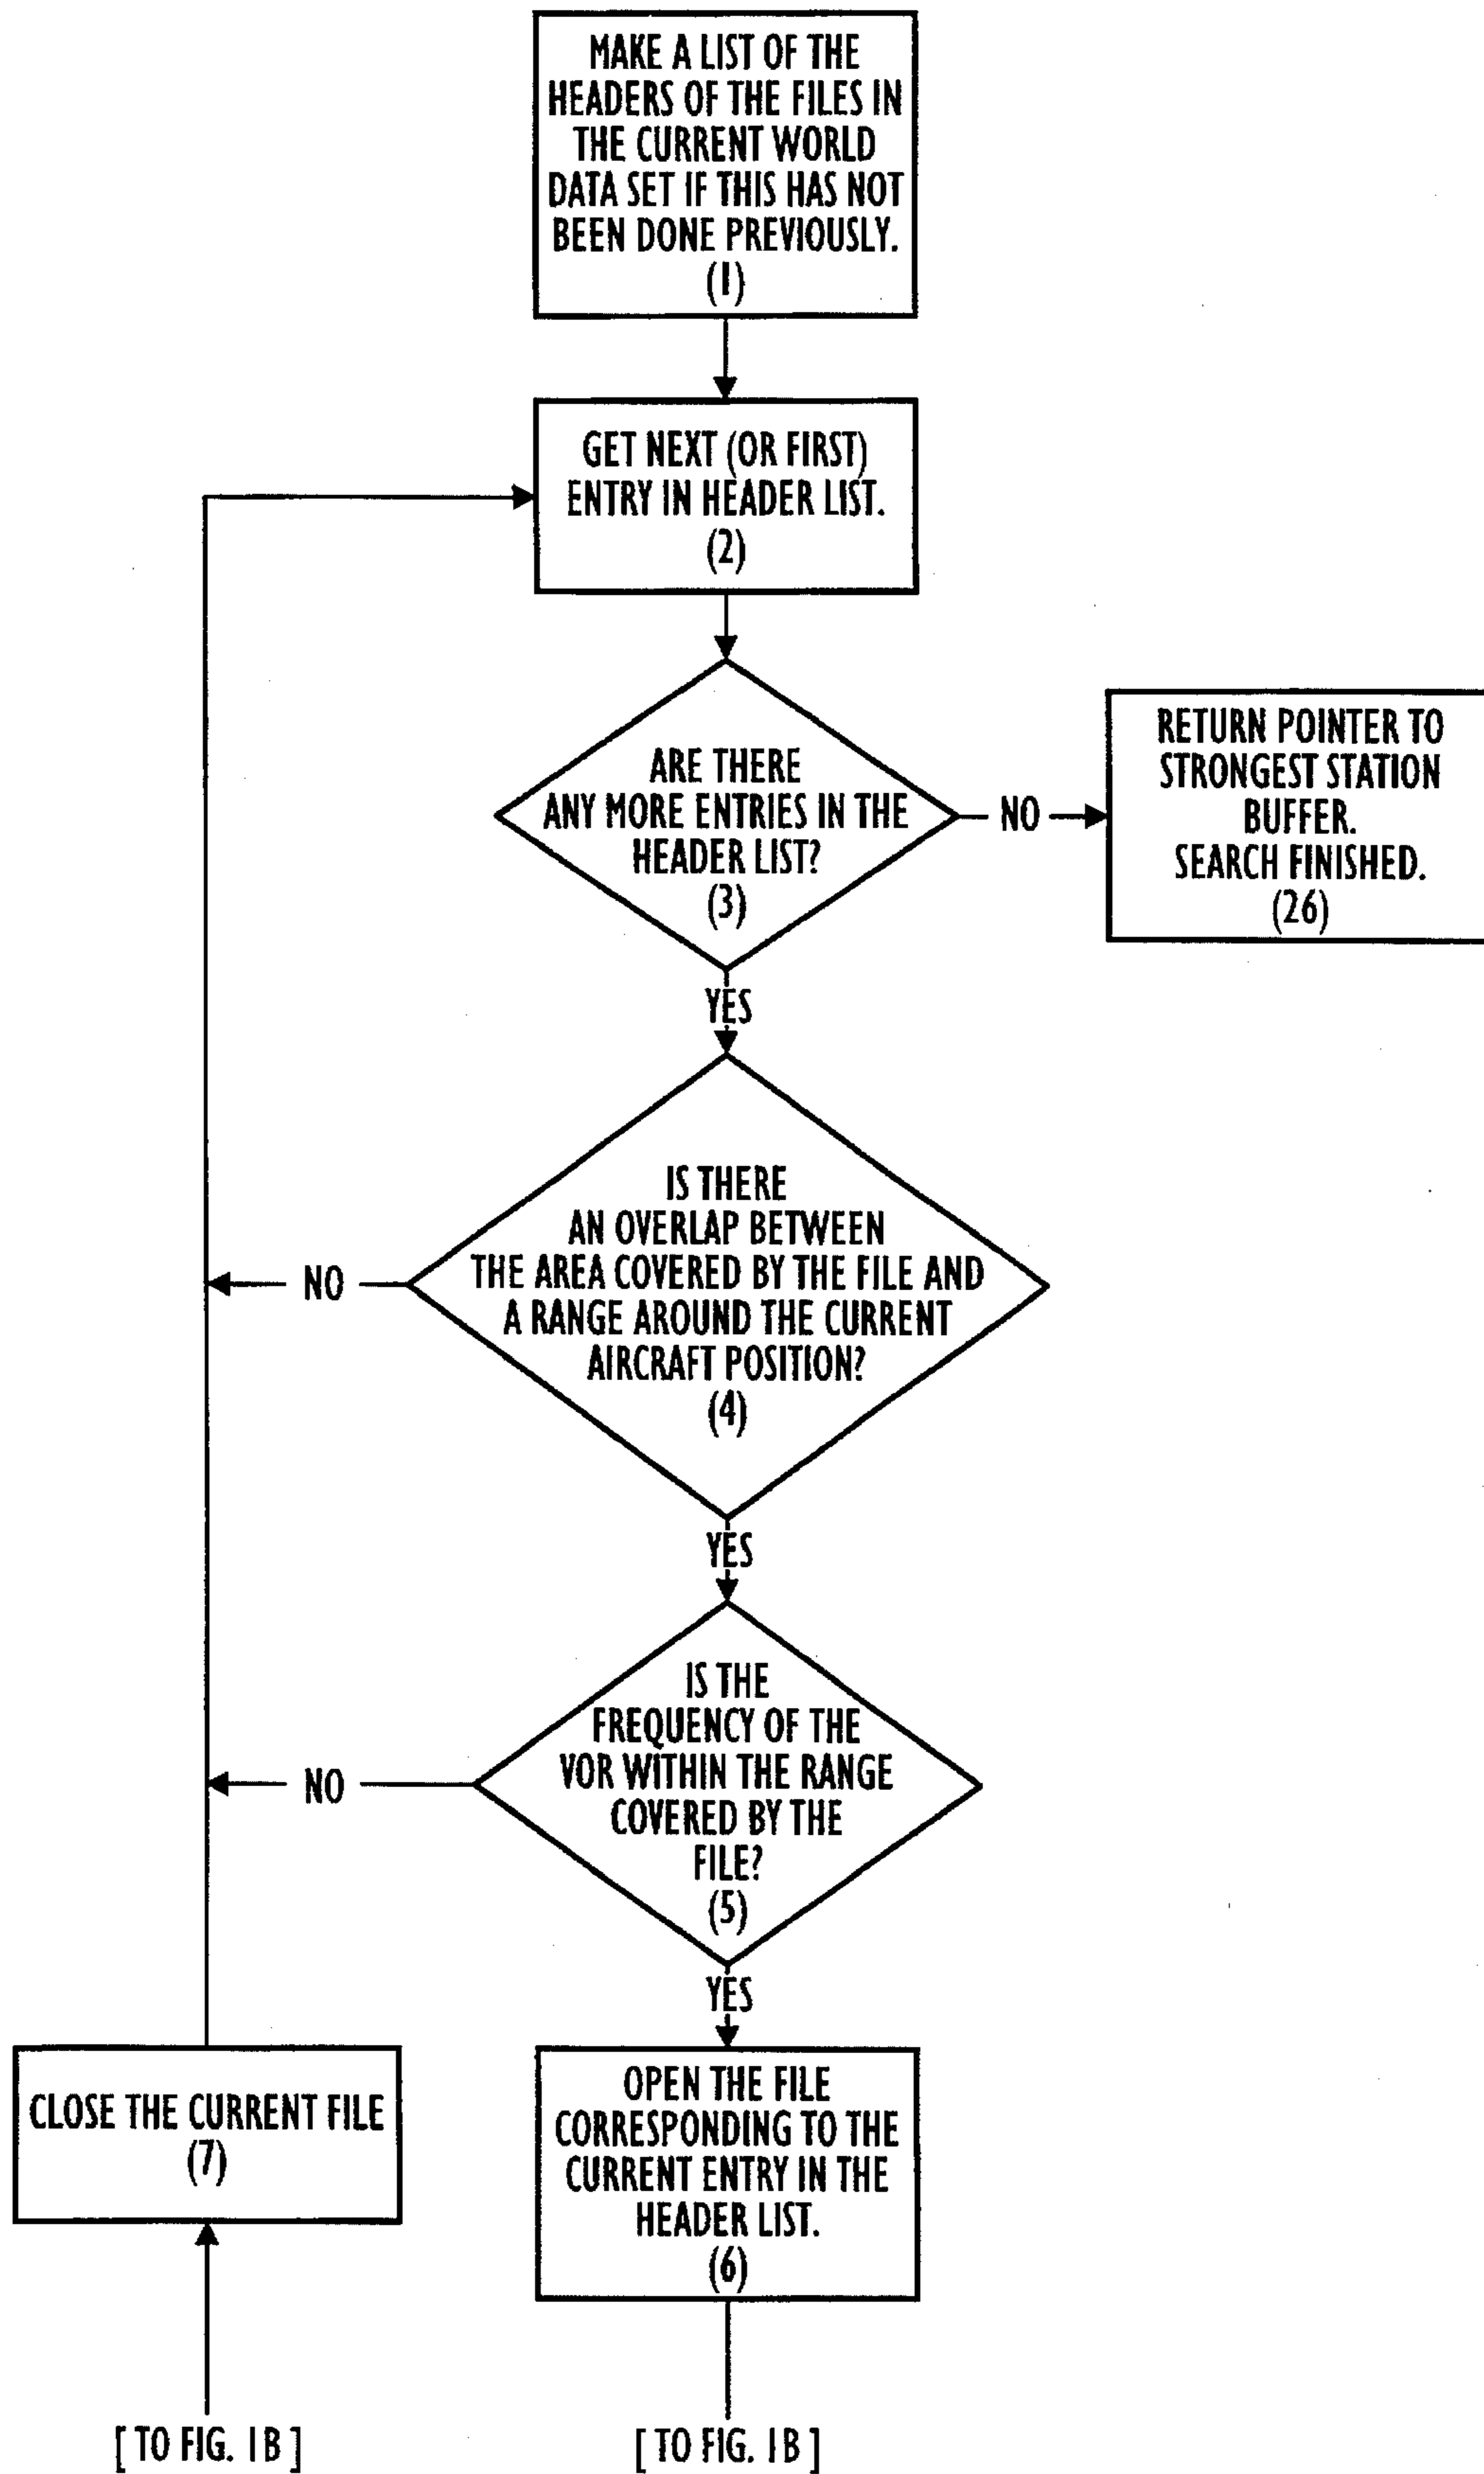 MAKE A LIST OF THE
HEADERS OF THE FILES IN
THE CURRENT WORLD
DATA SET IF THIS HAS NOT
BEEN DONE PREVIOUSLY.
(1)
GET NEXT (OR FIRST)
ENTRY IN HEADER LIST.
(2)
ARE THERE
ANY MORE ENTRIES IN THE
HEADER LIST?
(3)
NO
RETURN POINTER TO
STRONGEST STATION
BUFFER.
SEARCH FINISHED.
(26)
YES
IS THERE
AN OVERLAP BETWEEN
THE AREA COVERED BY THE FILE AND
A RANGE AROUND THE CURRENT
AIRCRAFT POSITION?
(4)
NO
YES
IS THE
FREQUENCY OF THE
VOR WITHIN THE RANGE
COVERED BY THE
FILE?
(5)
NO
YES
OPEN THE FILE
CORRESPONDING TO THE
CURRENT ENTRY IN THE
HEADER LIST.
(6)
CLOSE THE CURRENT FILE
(7)
[ TO FIG. 1B ]
[ TO FIG. 1B ]